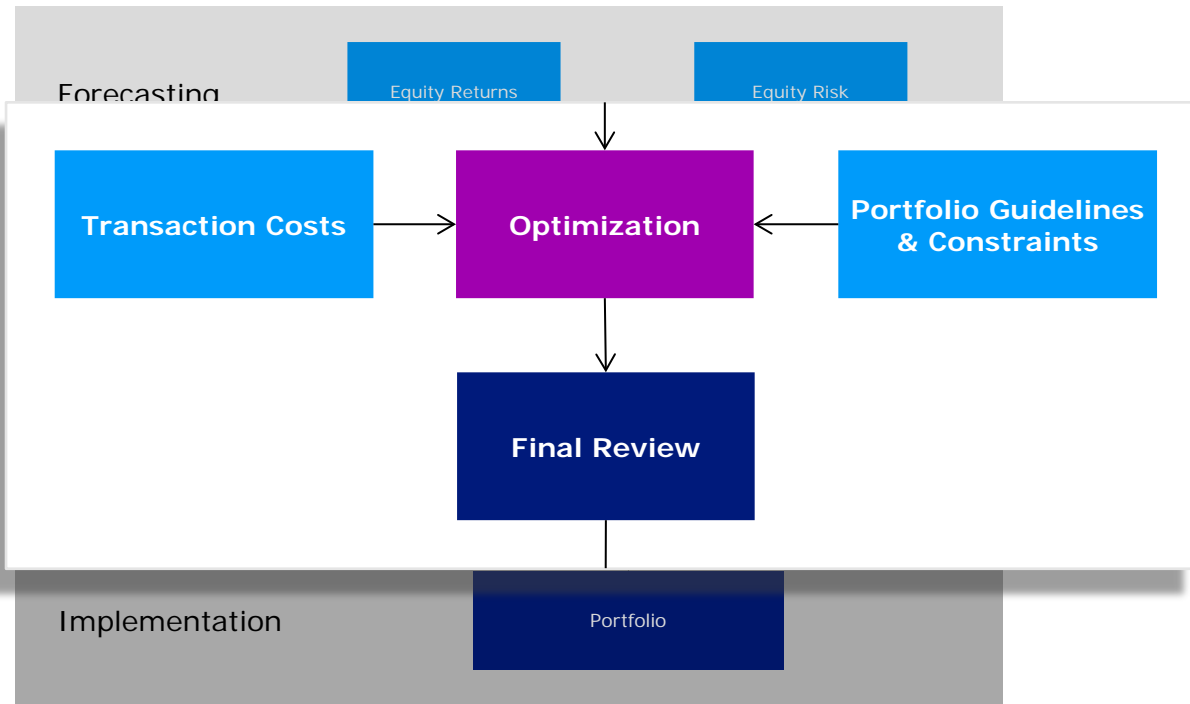 Forecasting
Equity Returns
Equity Risk
Transaction Costs
Optimization
Portfolio Guidelines
& Constraints
Final Review
Implementation
Portfolio